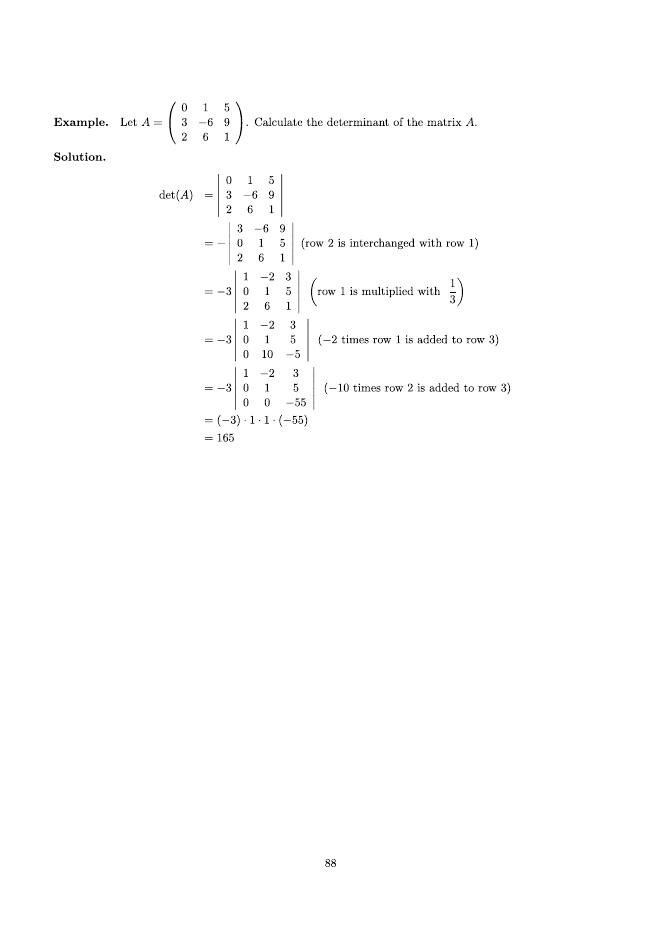 Example. Let A = ( 0 1 5
3 −6 9
2 6 1 ). Calculate the determinant of the matrix A.
Solution.
det(A) = | 0 1 5 |
| 3 −6 9 |
| 2 6 1 |
= − | 3 −6 9 |
| 0 1 5 | (row 2 is interchanged with row 1)
| 2 6 1 |
= −3 | 1 −2 3 |
| 0 1 5 | (row 1 is multiplied with 1/3)
| 2 6 1 |
= −3 | 1 −2 3 |
| 0 1 5 | (−2 times row 1 is added to row 3)
| 0 10 −5 |
= −3 | 1 −2 3 |
| 0 1 5 | (−10 times row 2 is added to row 3)
| 0 0 −55 |
= (−3) · 1 · 1 · (−55)
= 165
88